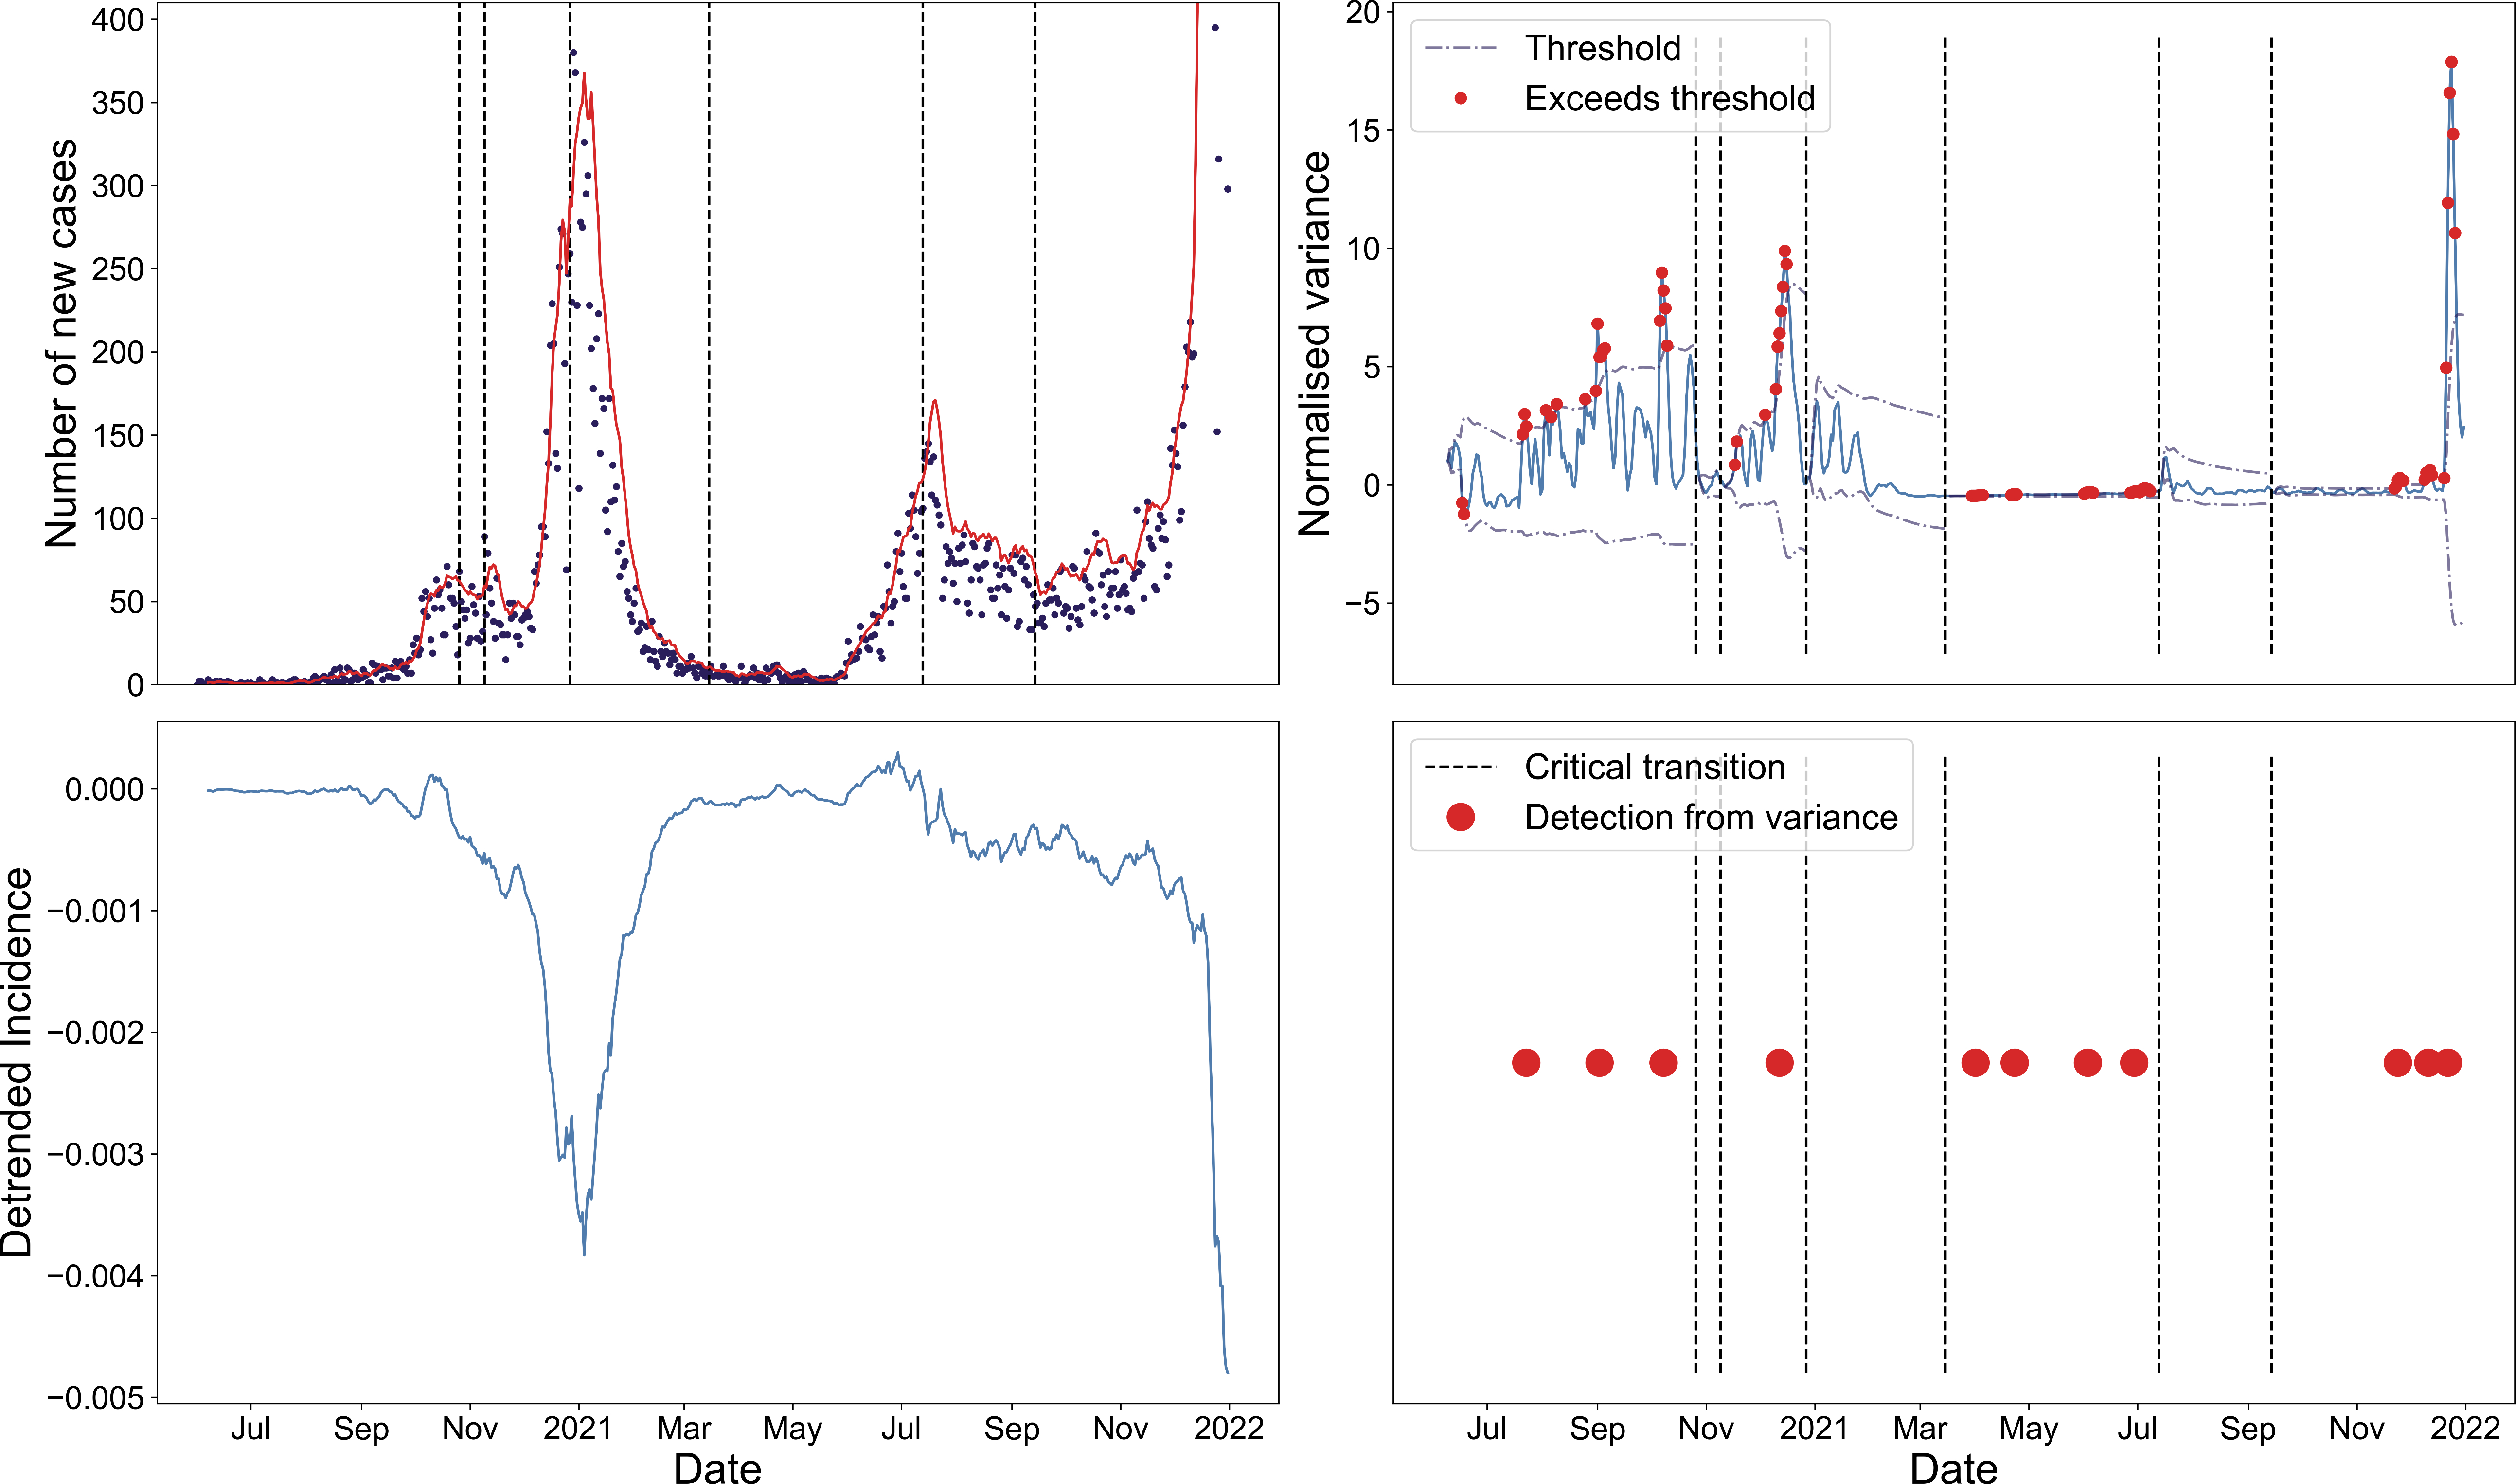 400
350
300
250
200
150
100
50
0
Number of new cases
20
15
10
5
0
−5
Normalised variance
Threshold
Exceeds threshold
0.000
−0.001
−0.002
−0.003
−0.004
−0.005
Detrended Incidence
Jul Sep Nov 2021 Mar May Jul Sep Nov 2022
Date
Critical transition
Detection from variance
Jul Sep Nov 2021 Mar May Jul Sep Nov 2022
Date